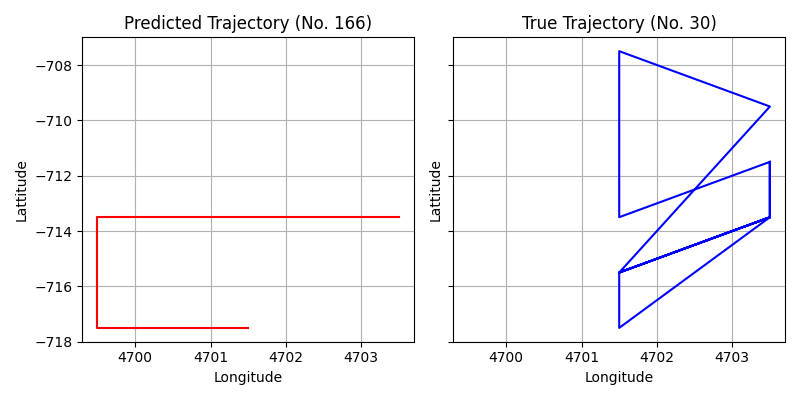 Predicted Trajectory (No. 166)
True Trajectory (No. 30)
−708
−710
−712
−714
−716
−718
Lattitude
Lattitude
4700
4701
4702
4703
4700
4701
4702
4703
Longitude
Longitude